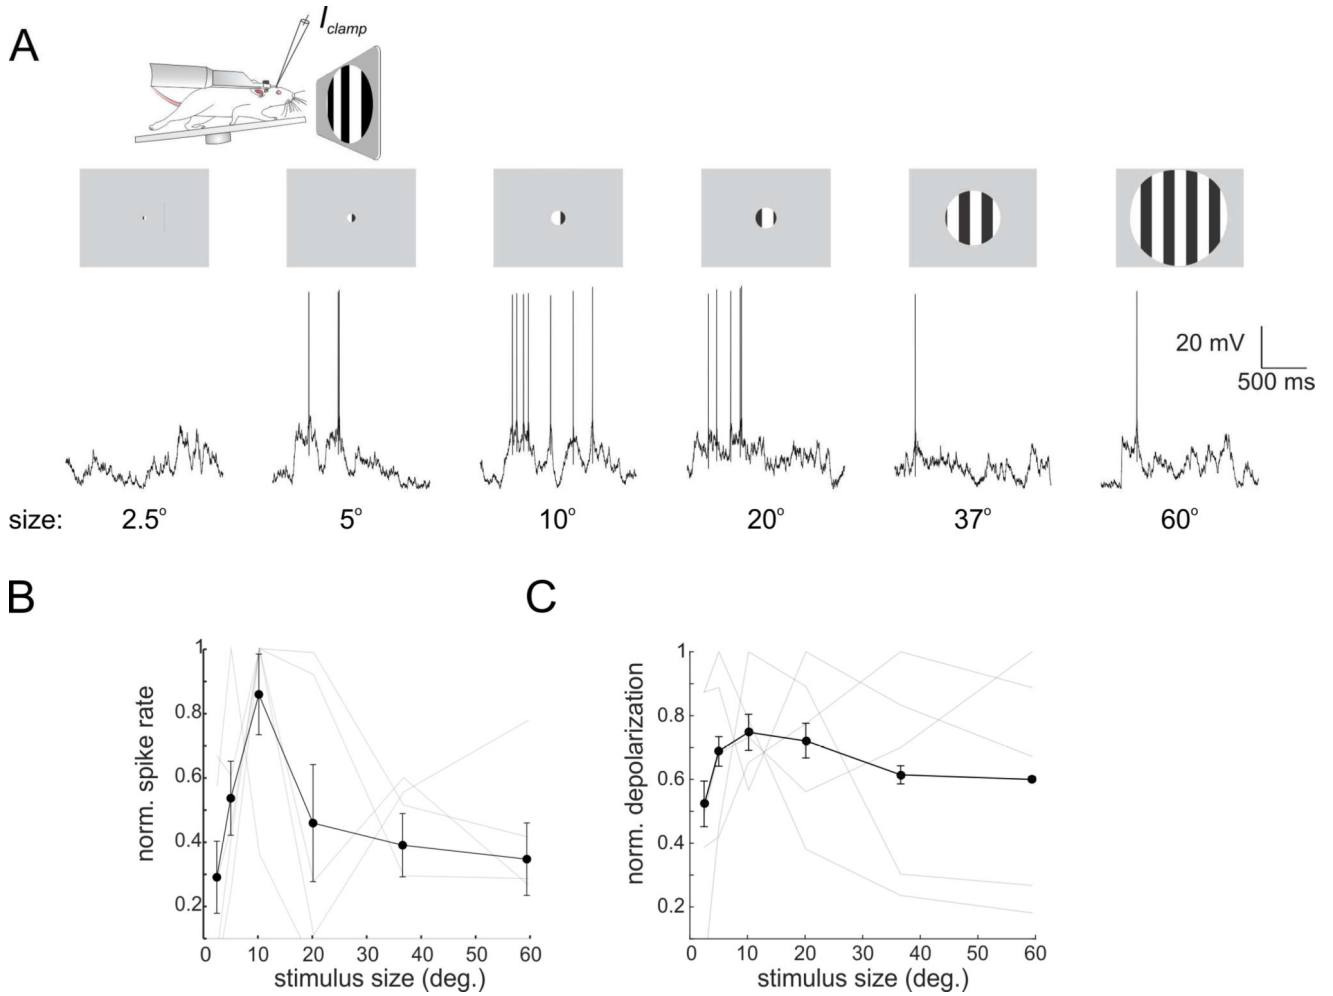 A
I clamp
20 mV
500 ms
size: 2.5° 5° 10° 20° 37° 60°
B
C
norm. spike rate
1
0.8
0.6
0.4
0.2
0 10 20 30 40 50 60
stimulus size (deg.)
norm. depolarization
1
0.8
0.6
0.4
0.2
0 10 20 30 40 50 60
stimulus size (deg.)